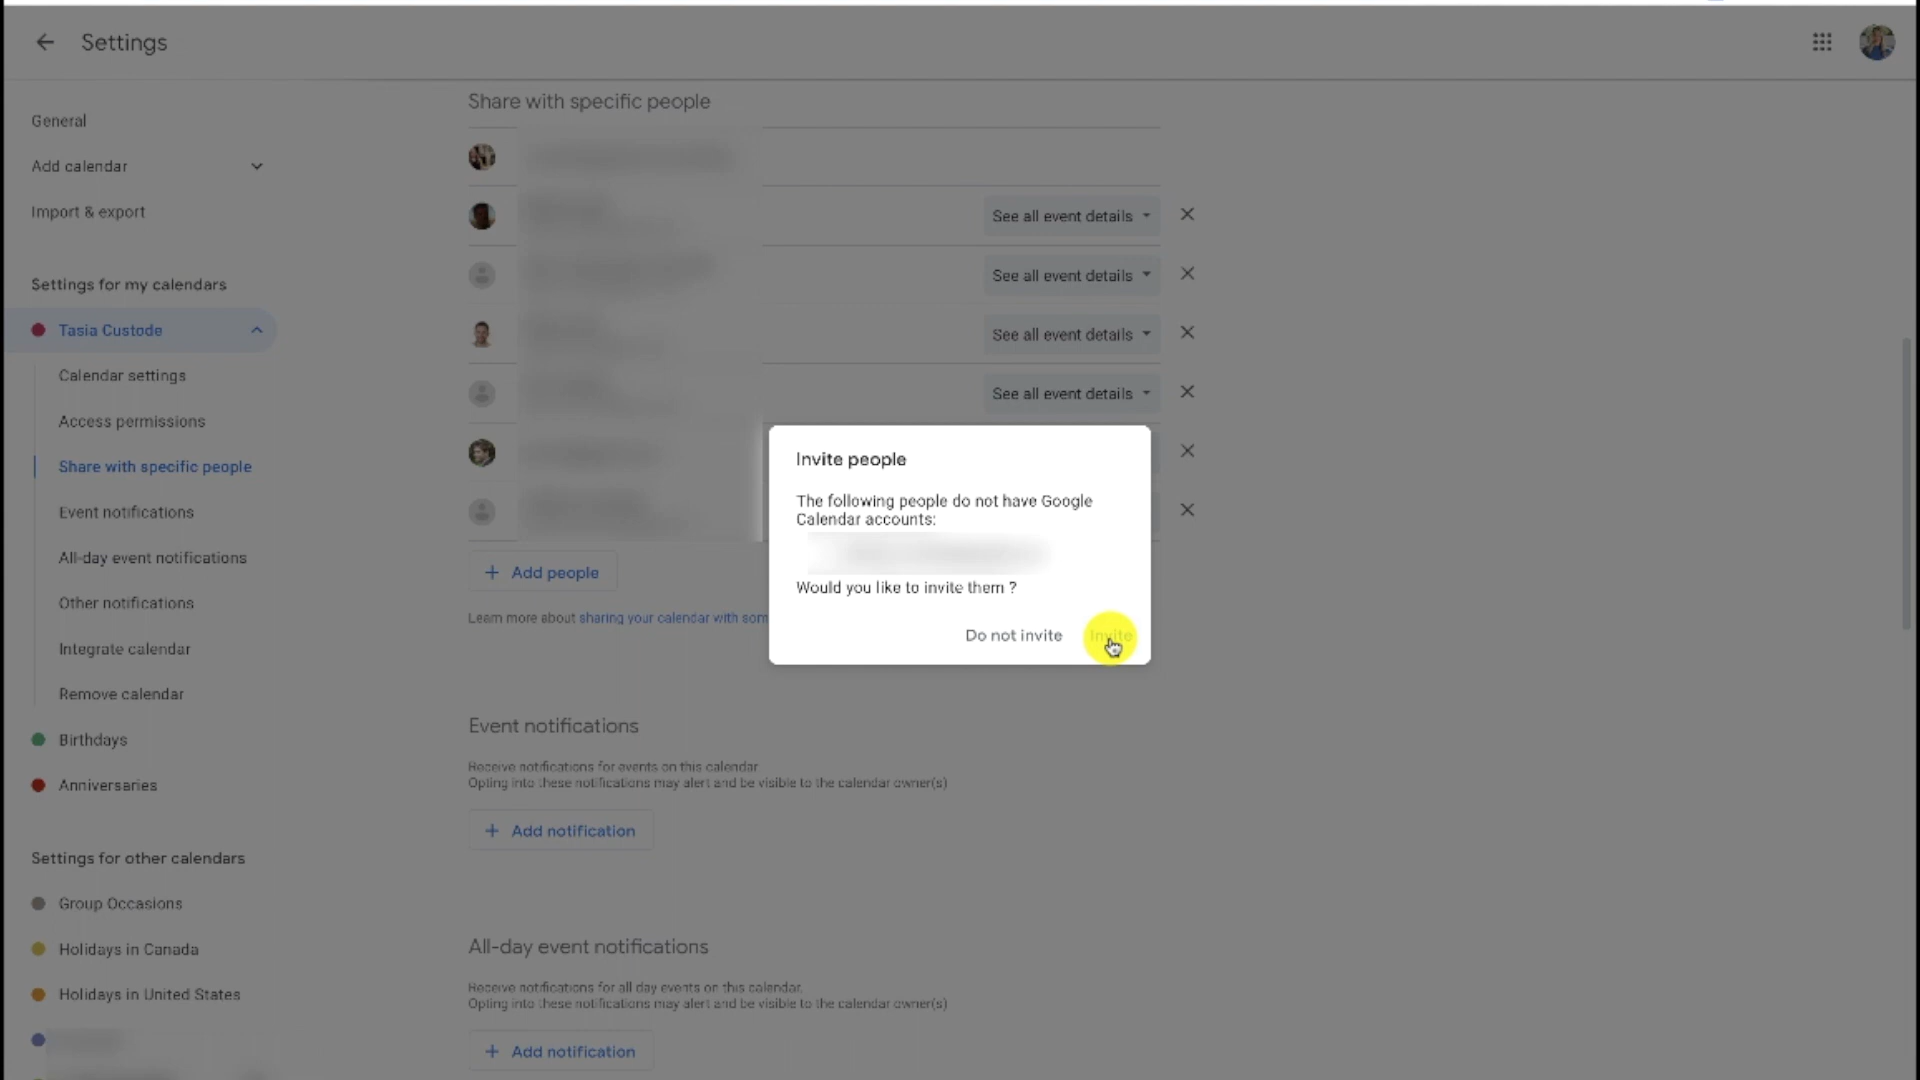 Settings
General
Add calendar
Import & export
Settings for my calendars
Tasia Custode
Calendar settings
Access permissions
Share with specific people
Event notifications
All-day event notifications
Other notifications
Integrate calendar
Remove calendar
Birthdays
Anniversaries
Settings for other calendars
Group Occasions
Holidays in Canada
Holidays in United States
Share with specific people
See all event details
See all event details
See all event details
See all event details
+ Add people
Learn more about sharing your calendar with som
Invite people
The following people do not have Google
Calendar accounts:
Would you like to invite them ?
Do not invite Invite
Event notifications
Receive notifications for events on this calendar
Opting into these notifications may alert and be visible to the calendar owner(s)
+ Add notification
All-day event notifications
Receive notifications for all day events on this calendar.
Opting into these notifications may alert and be visible to the calendar owner(s)
+ Add notification